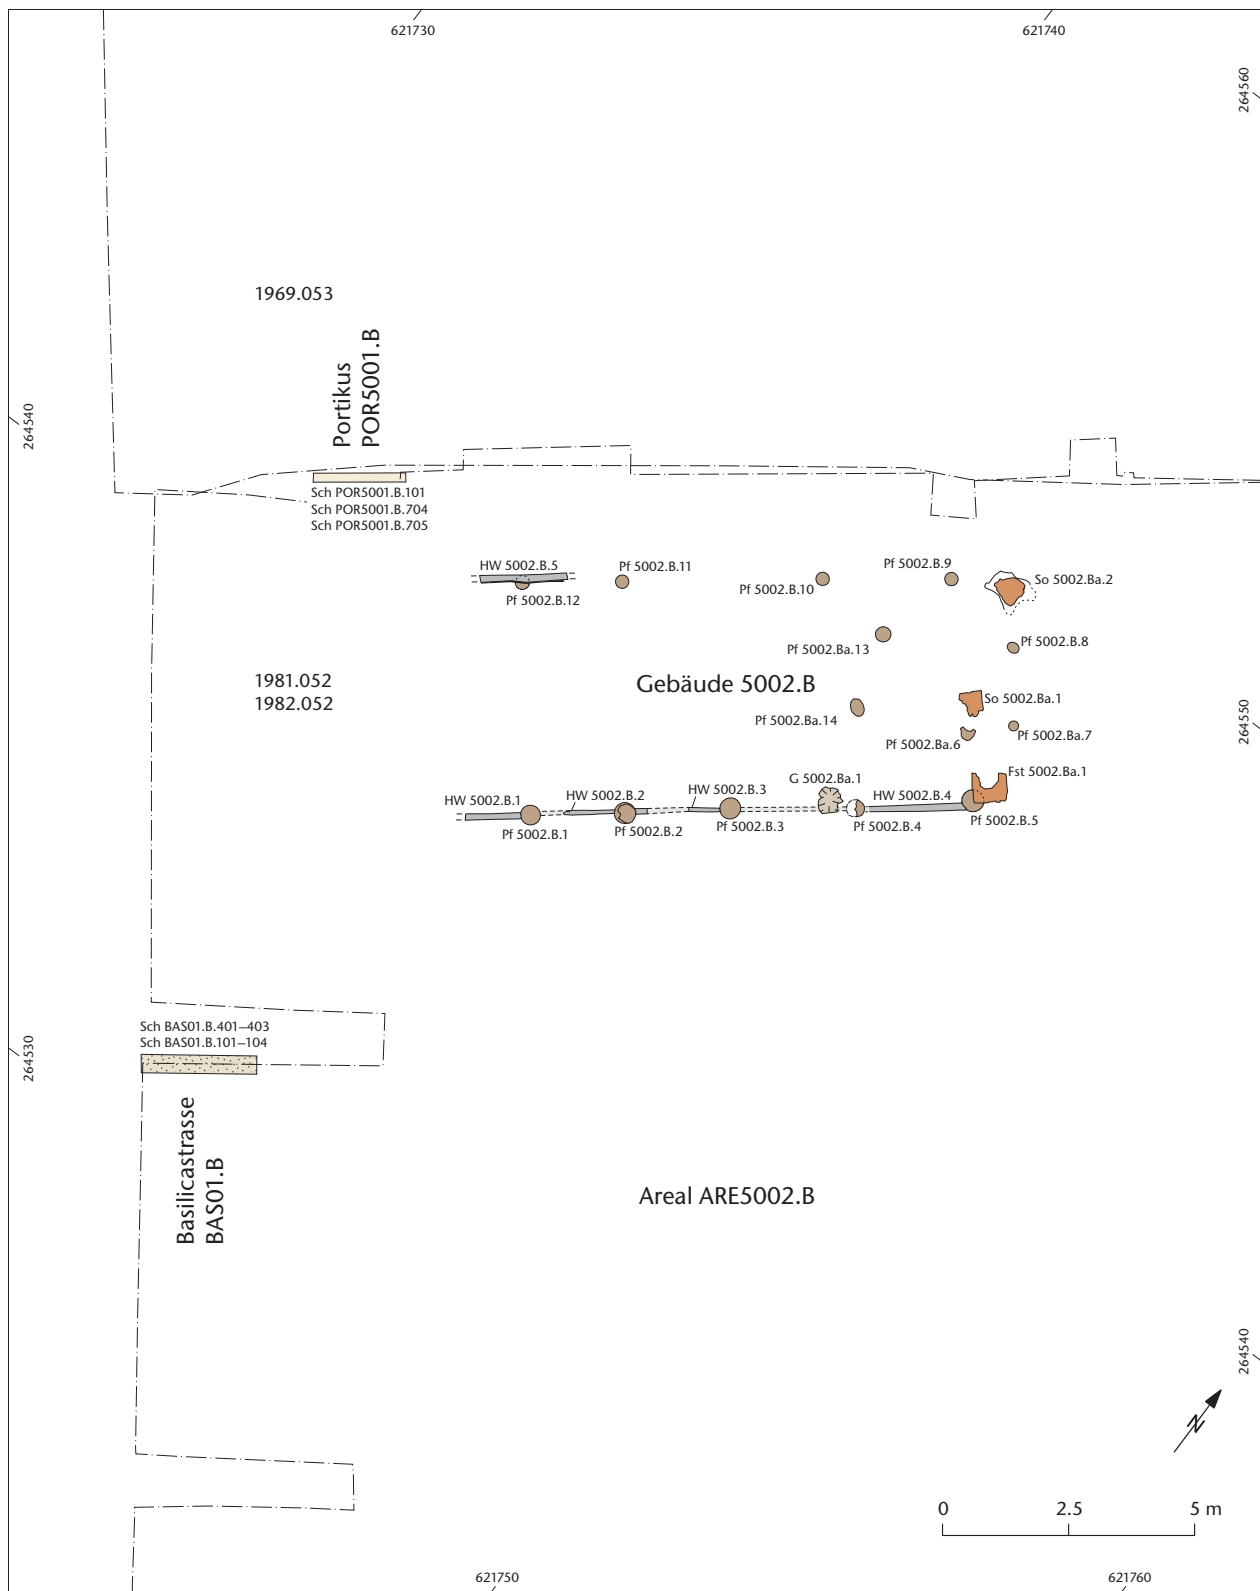 621730
621740
264560
1969.053
Portikus
POR5001.B
264540
Sch POR5001.B.101
Sch POR5001.B.704
Sch POR5001.B.705
HW 5002.B.5
Pf 5002.B.12
Pf 5002.B.11
Pf 5002.B.10
Pf 5002.B.9
So 5002.Ba.2
Pf 5002.Ba.13
Pf 5002.B.8
1981.052
1982.052
Gebäude 5002.B
So 5002.Ba.1
Pf 5002.Ba.14
Pf 5002.Ba.6
Pf 5002.Ba.7
264550
Fst 5002.Ba.1
G 5002.Ba.1
HW 5002.B.1
HW 5002.B.2
HW 5002.B.3
HW 5002.B.4
Pf 5002.B.1
Pf 5002.B.2
Pf 5002.B.3
Pf 5002.B.4
Pf 5002.B.5
264530
Sch BAS01.B.401–403
Sch BAS01.B.101–104
Basilicastrasse
BAS01.B
Areal ARE5002.B
264540
N
0 2.5 5 m
621750
621760